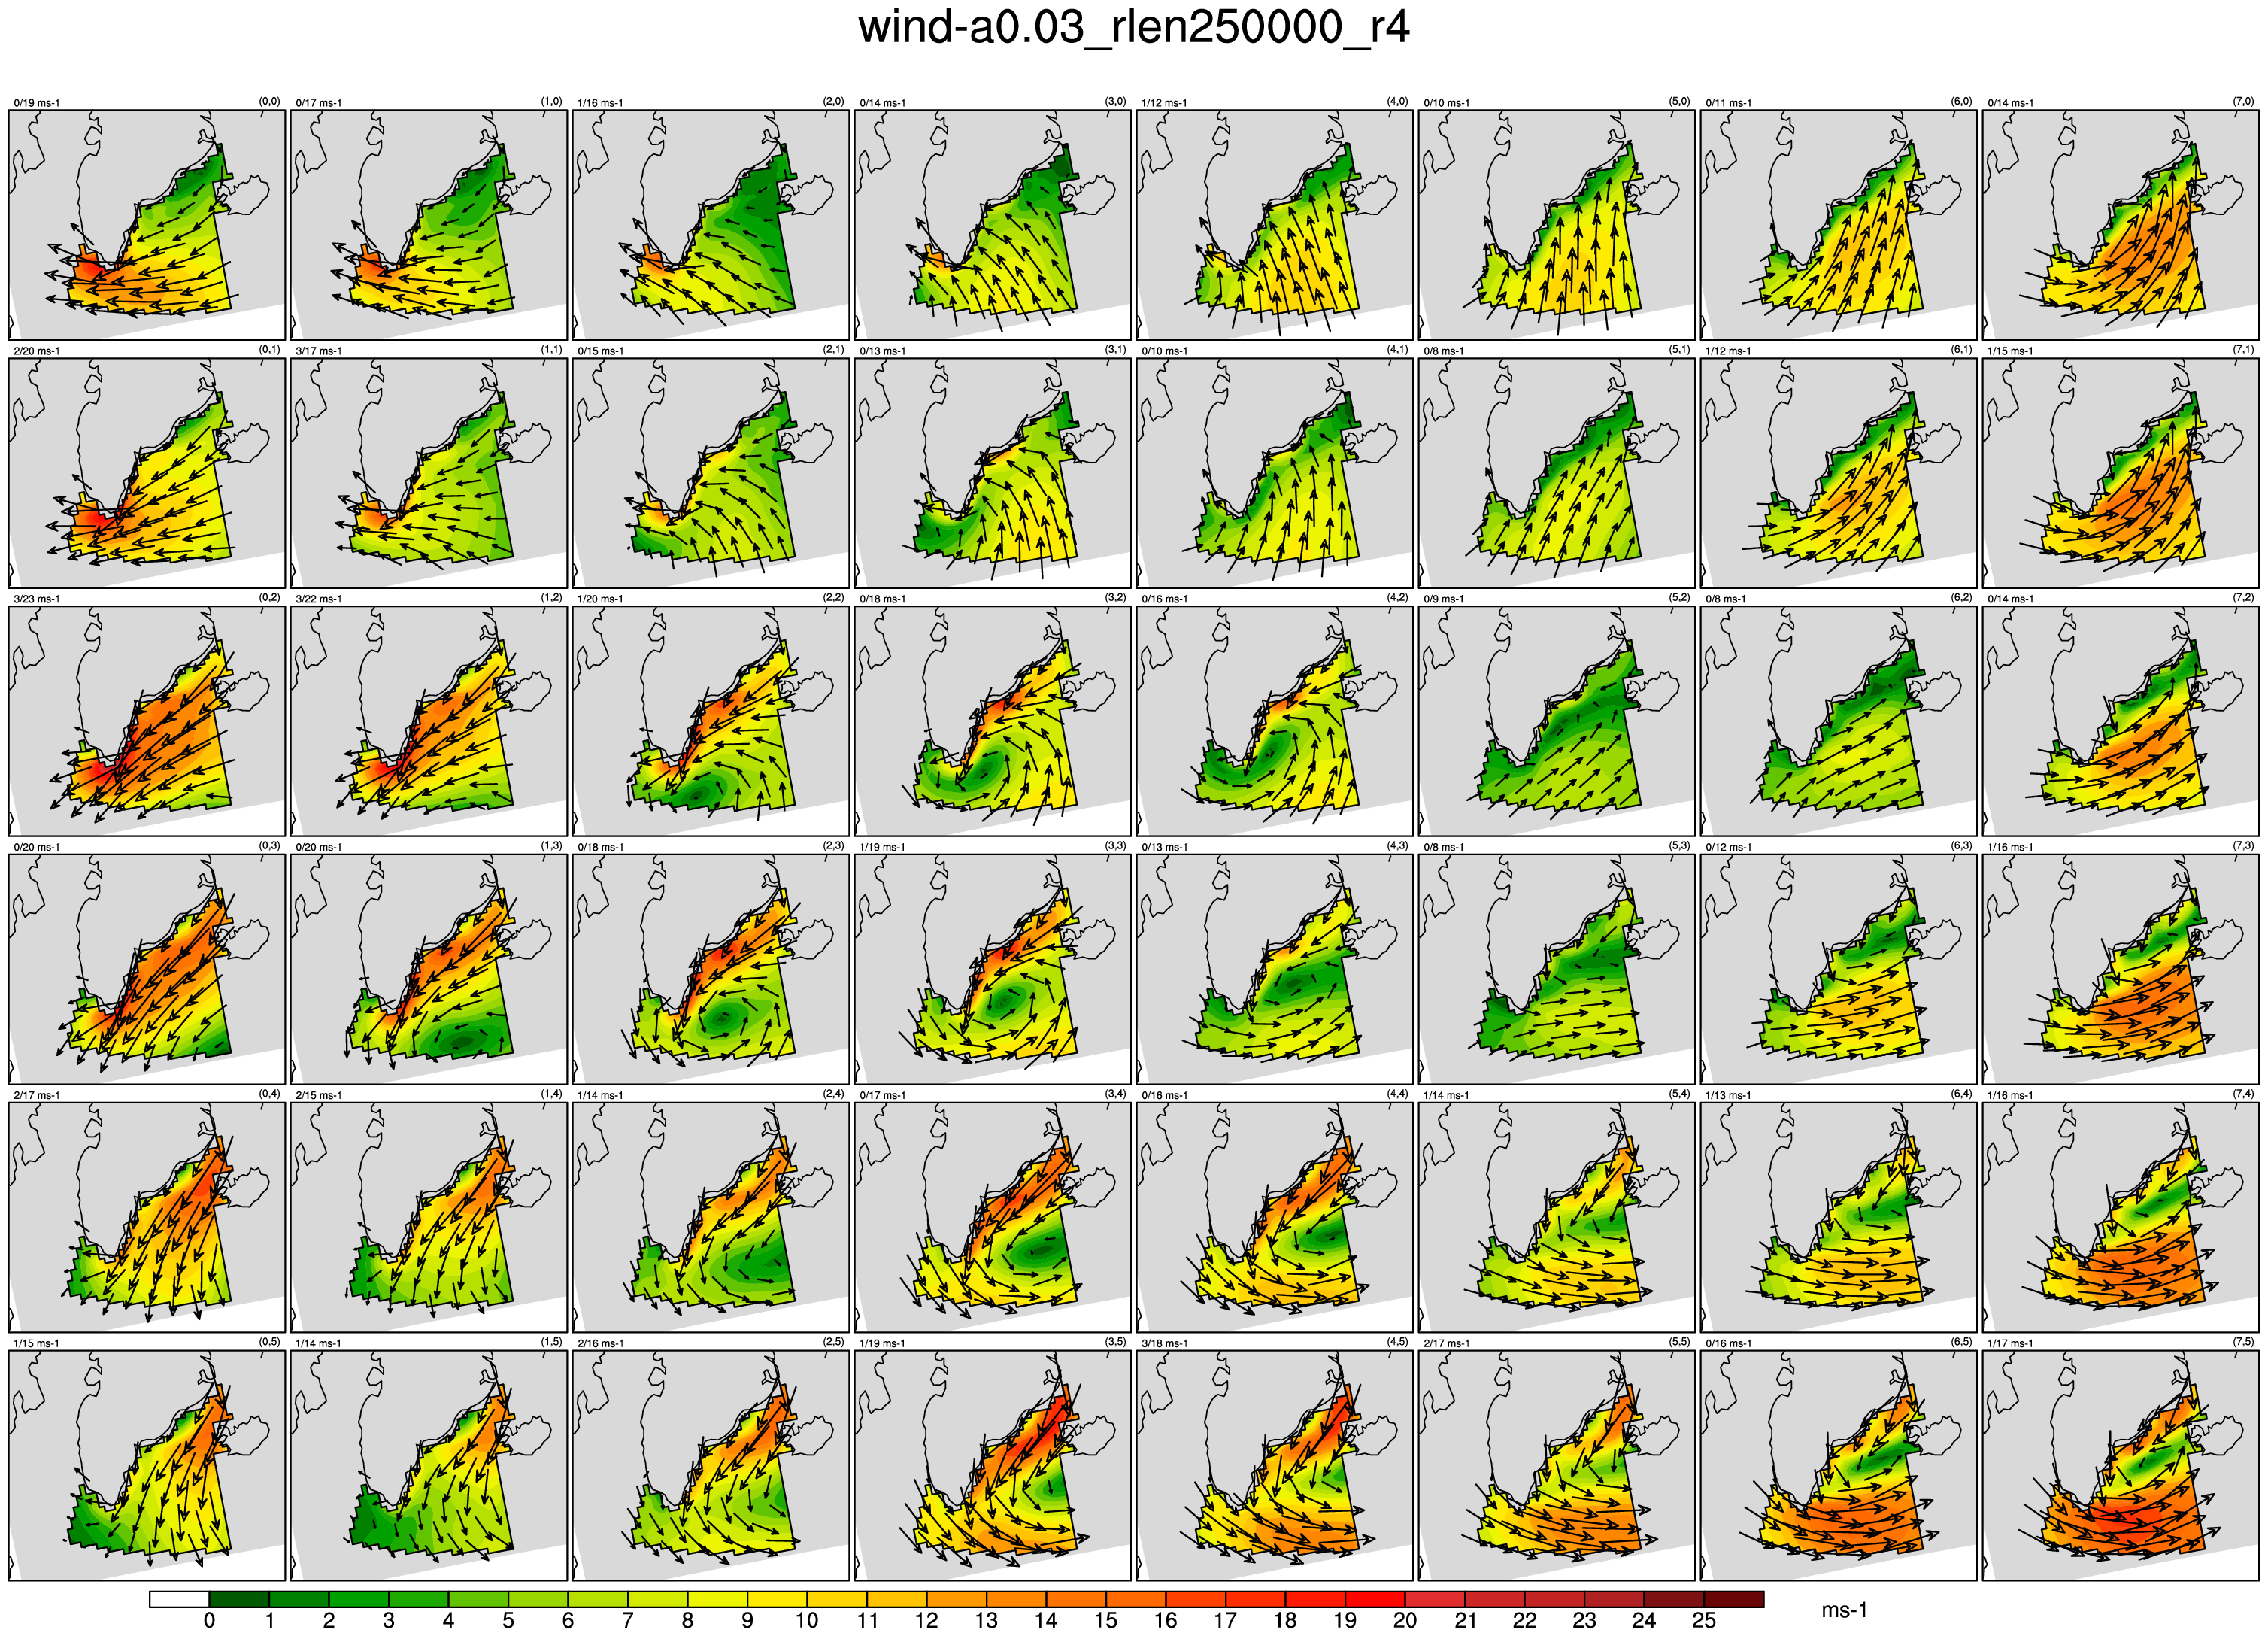 wind-a0.03_rlen250000_r4
0/19 ms-1 (0,0) 0/17 ms-1 (1,0) 1/16 ms-1 (2,0) 0/14 ms-1 (3,0) 1/12 ms-1 (4,0) 0/10 ms-1 (5,0) 0/11 ms-1 (6,0) 0/14 ms-1 (7,0)
2/20 ms-1 (0,1) 3/17 ms-1 (1,1) 0/15 ms-1 (2,1) 0/13 ms-1 (3,1) 0/10 ms-1 (4,1) 0/8 ms-1 (5,1) 1/12 ms-1 (6,1) 1/15 ms-1 (7,1)
3/23 ms-1 (0,2) 3/22 ms-1 (1,2) 1/20 ms-1 (2,2) 0/18 ms-1 (3,2) 0/16 ms-1 (4,2) 0/9 ms-1 (5,2) 0/8 ms-1 (6,2) 0/14 ms-1 (7,2)
0/20 ms-1 (0,3) 0/20 ms-1 (1,3) 0/18 ms-1 (2,3) 1/19 ms-1 (3,3) 0/13 ms-1 (4,3) 0/8 ms-1 (5,3) 0/12 ms-1 (6,3) 1/16 ms-1 (7,3)
2/17 ms-1 (0,4) 2/15 ms-1 (1,4) 1/14 ms-1 (2,4) 0/17 ms-1 (3,4) 0/16 ms-1 (4,4) 1/14 ms-1 (5,4) 1/13 ms-1 (6,4) 1/16 ms-1 (7,4)
1/15 ms-1 (0,5) 1/14 ms-1 (1,5) 2/16 ms-1 (2,5) 1/19 ms-1 (3,5) 3/18 ms-1 (4,5) 2/17 ms-1 (5,5) 0/16 ms-1 (6,5) 1/17 ms-1 (7,5)
0 1 2 3 4 5 6 7 8 9 10 11 12 13 14 15 16 17 18 19 20 21 22 23 24 25 ms-1